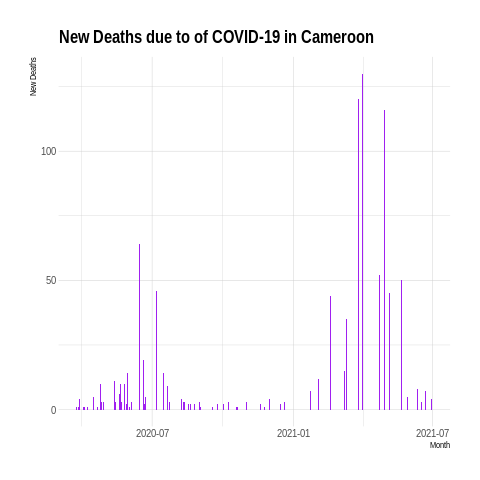 New Deaths due to of COVID-19 in Cameroon
New Deaths
100
50
0
2020-07
2021-01
2021-07
Month